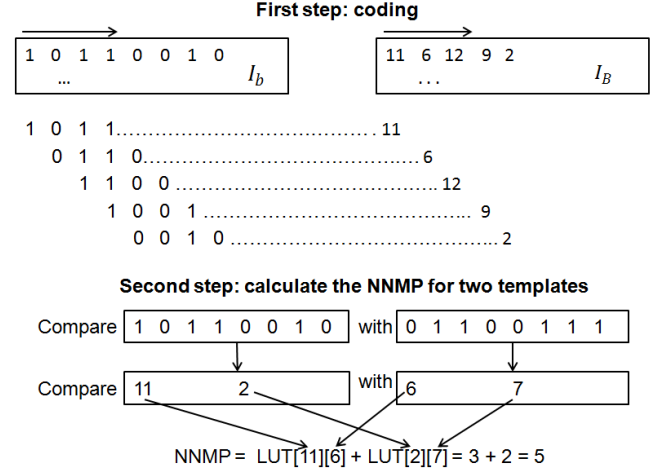 First step: coding
1 0 1 1 0 0 1 0
... I_b
11 6 12 9 2
... I_B
1 0 1 1 ........................................ 11
0 1 1 0 ........................................ 6
1 1 0 0 ........................................ 12
1 0 0 1 ........................................ 9
0 0 1 0 ........................................ 2
Second step: calculate the NNMP for two templates
Compare 1 0 1 1 0 0 1 0 with 0 1 1 0 0 1 1 1
Compare 11 2 with 6 7
NNMP = LUT[11][6] + LUT[2][7] = 3 + 2 = 5